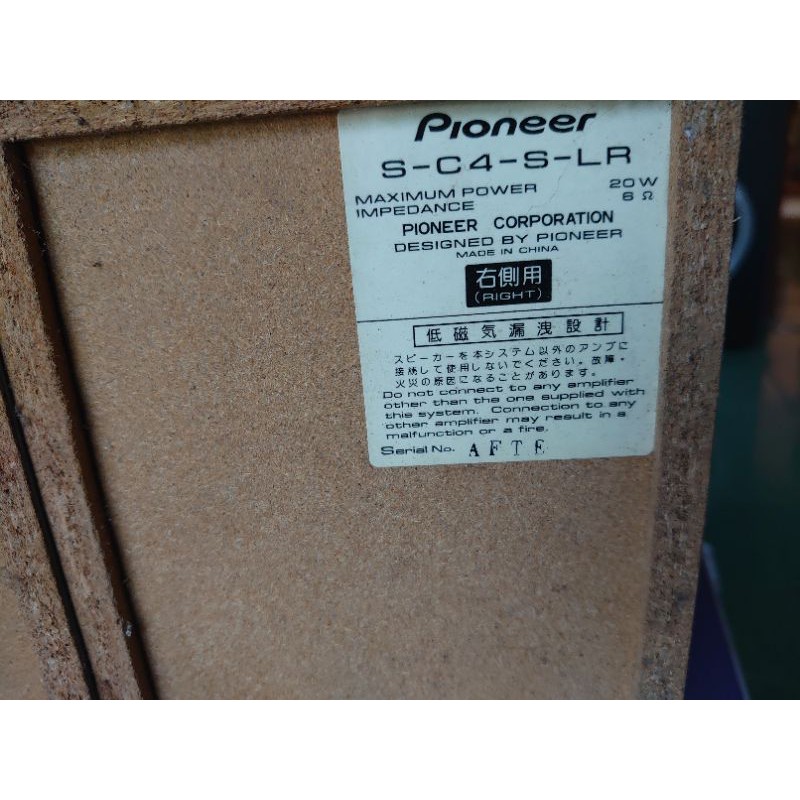 Pioneer
S-C4-S-LR
MAXIMUM POWER 20W
IMPEDANCE 6Ω
PIONEER CORPORATION
DESIGNED BY PIONEER
MADE IN CHINA
右側用
(RIGHT)
低磁気漏洩設計
スピーカーを本システム以外のアンプに
接続して使用しないでください。故障・
火災の原因になることがあります。
Do not connect to any amplifier
other than the one supplied with
this system. Connection to any
other amplifier may result in a
malfunction or a fire.
Serial No. AFTE